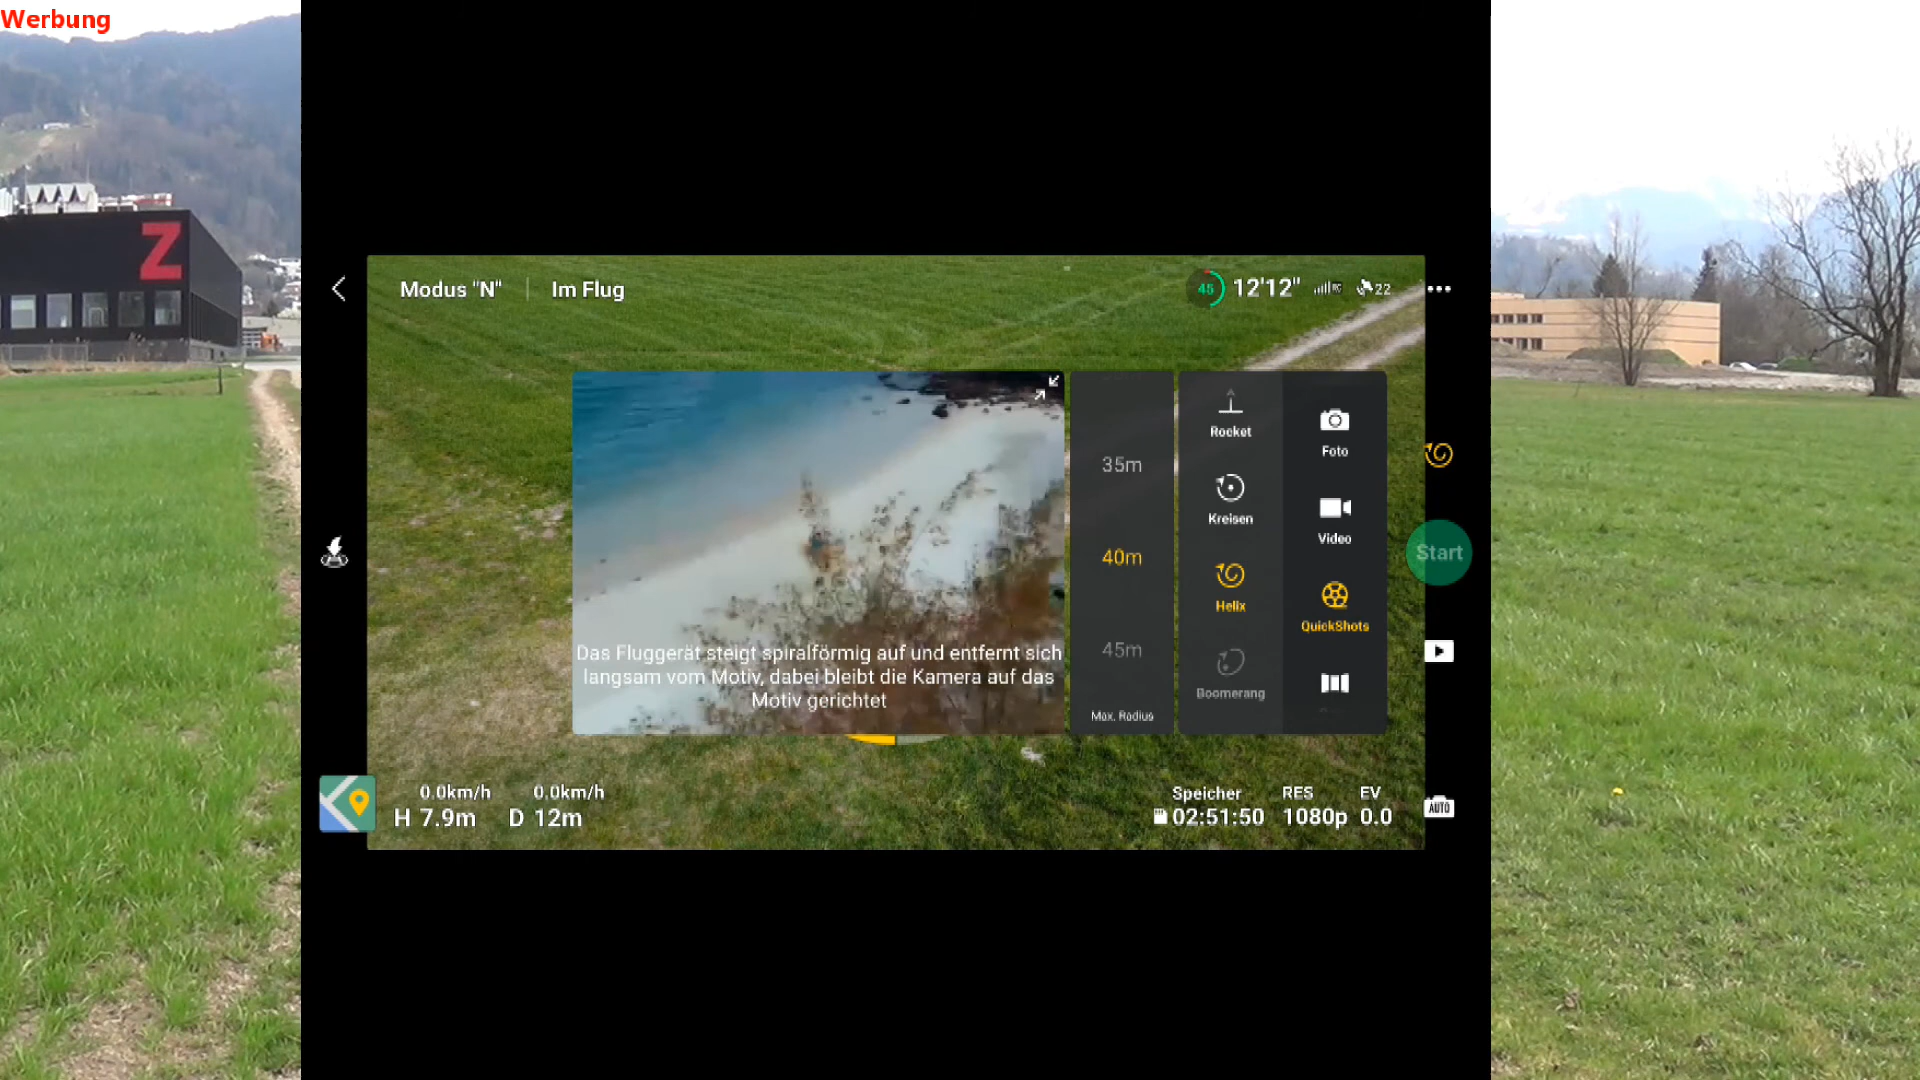 Werbung
Z
Modus "N"
Im Flug
45
12'12"
RC
22
35m
40m
45m
Max. Radius
Rocket
Kreisen
Helix
Boomerang
Foto
Video
QuickShots
Start
Das Fluggerät steigt spiralförmig auf und entfernt sich
langsam vom Motiv, dabei bleibt die Kamera auf das
Motiv gerichtet
0.0km/h
0.0km/h
H 7.9m
D 12m
Speicher
RES
EV
02:51:50
1080p
0.0
AUTO